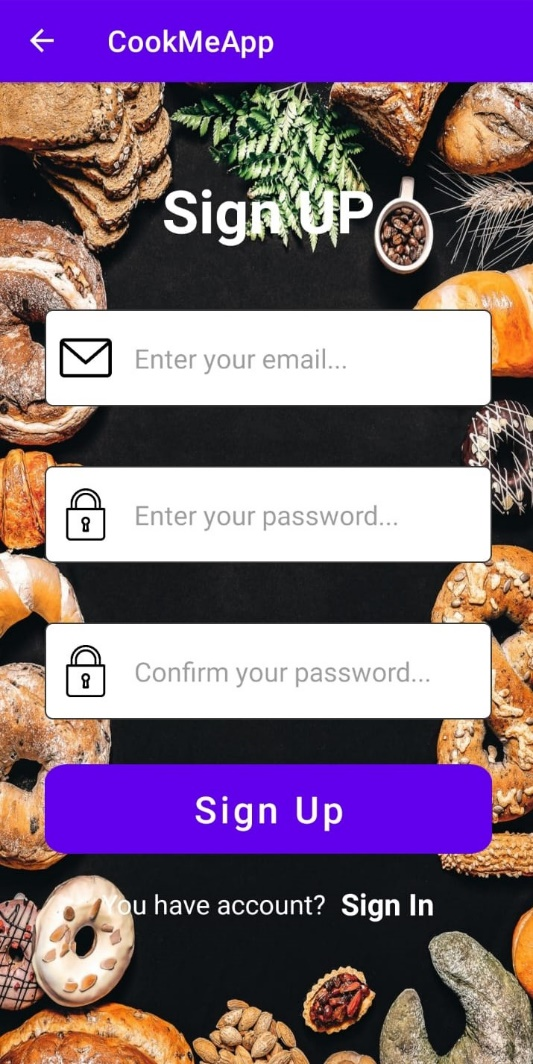 CookMeApp
Sign UP
Enter your email...
Enter your password...
Confirm your password...
Sign Up
You have account? Sign In